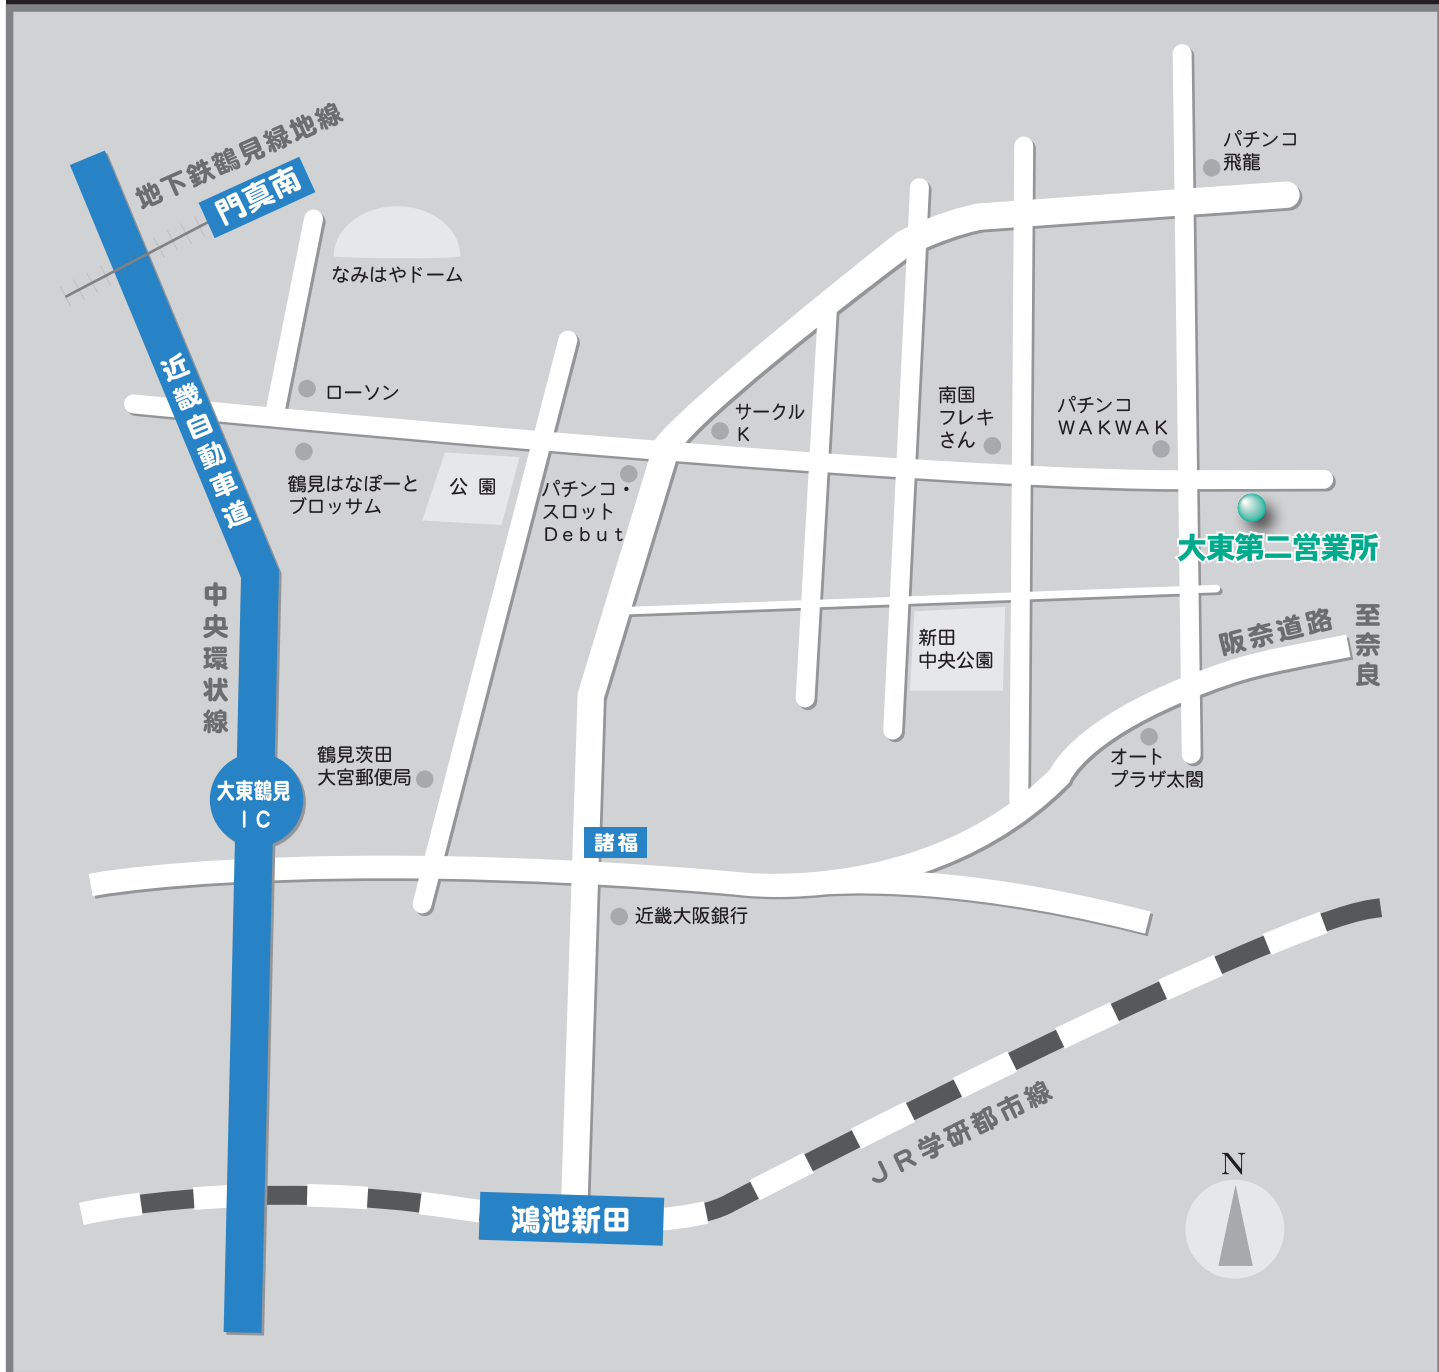 地下鉄鶴見緑地線
門真南
パチンコ
飛龍
なみはやドーム
近畿自動車道
ローソン
サークル
K
南国
フレキ
さん
パチンコ
ＷＡＫＷＡＫ
鶴見はなぽーと
ブロッサム
公 園
パチンコ・
スロット
Ｄｅｂｕｔ
大東第二営業所
中央環状線
新田
中央公園
阪奈道路
至奈良
鶴見茨田
大宮郵便局
オート
プラザ太閤
大東鶴見
ＩＣ
諸福
近畿大阪銀行
ＪＲ学研都市線
鴻池新田
N